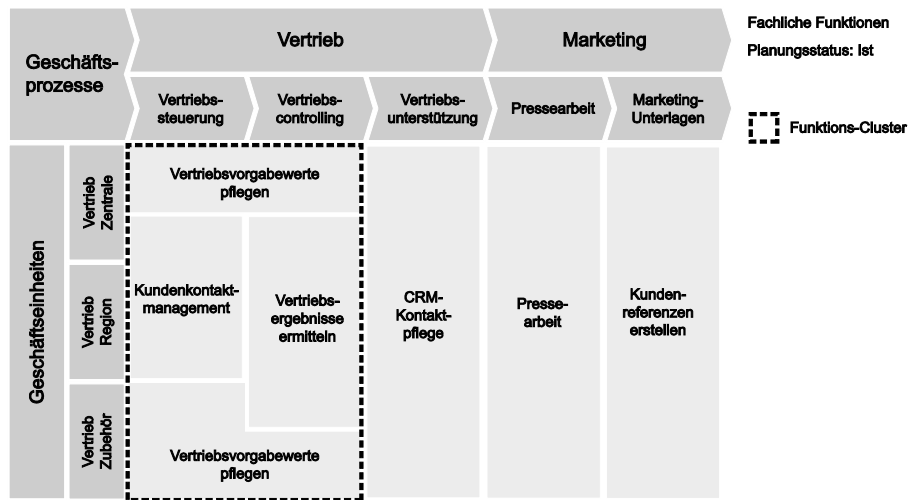 Geschäfts-
prozesse
Vertrieb
Marketing
Fachliche Funktionen
Planungsstatus: Ist
Vertriebs-
steuerung
Vertriebs-
controlling
Vertriebs-
unterstützung
Pressearbeit
Marketing-
Unterlagen
Funktions-Cluster
Geschäftseinheiten
Vertrieb
Zentrale
Vertrieb
Region
Vertrieb
Zubehör
Vertriebsvorgabewerte
pflegen
Kundenkontakt-
management
Vertriebs-
ergebnisse
ermitteln
Vertriebsvorgabewerte
pflegen
CRM-
Kontakt-
pflege
Presse-
arbeit
Kunden-
referenzen
erstellen